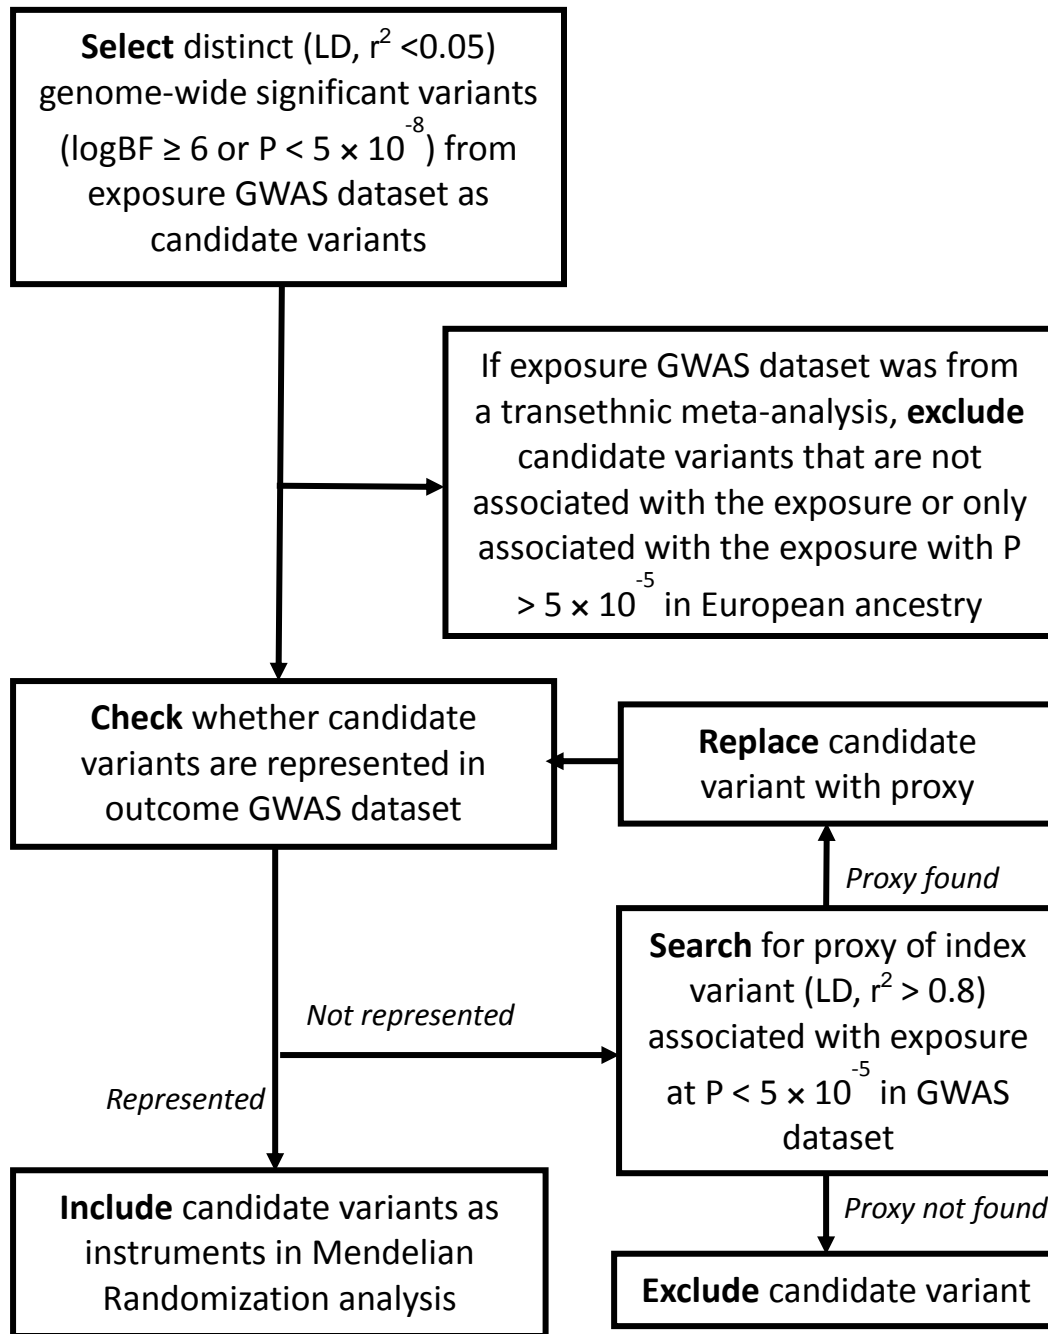 Select distinct (LD, r² <0.05)
genome-wide significant variants
(logBF ≥ 6 or P < 5 × 10⁻⁸) from
exposure GWAS dataset as
candidate variants
If exposure GWAS dataset was from
a transethnic meta-analysis, exclude
candidate variants that are not
associated with the exposure or only
associated with the exposure with P
> 5 × 10⁻⁵ in European ancestry
Check whether candidate
variants are represented in
outcome GWAS dataset
Replace candidate
variant with proxy
Proxy found
Search for proxy of index
variant (LD, r² > 0.8)
associated with exposure
at P < 5 × 10⁻⁵ in GWAS
dataset
Not represented
Represented
Proxy not found
Include candidate variants as
instruments in Mendelian
Randomization analysis
Exclude candidate variant